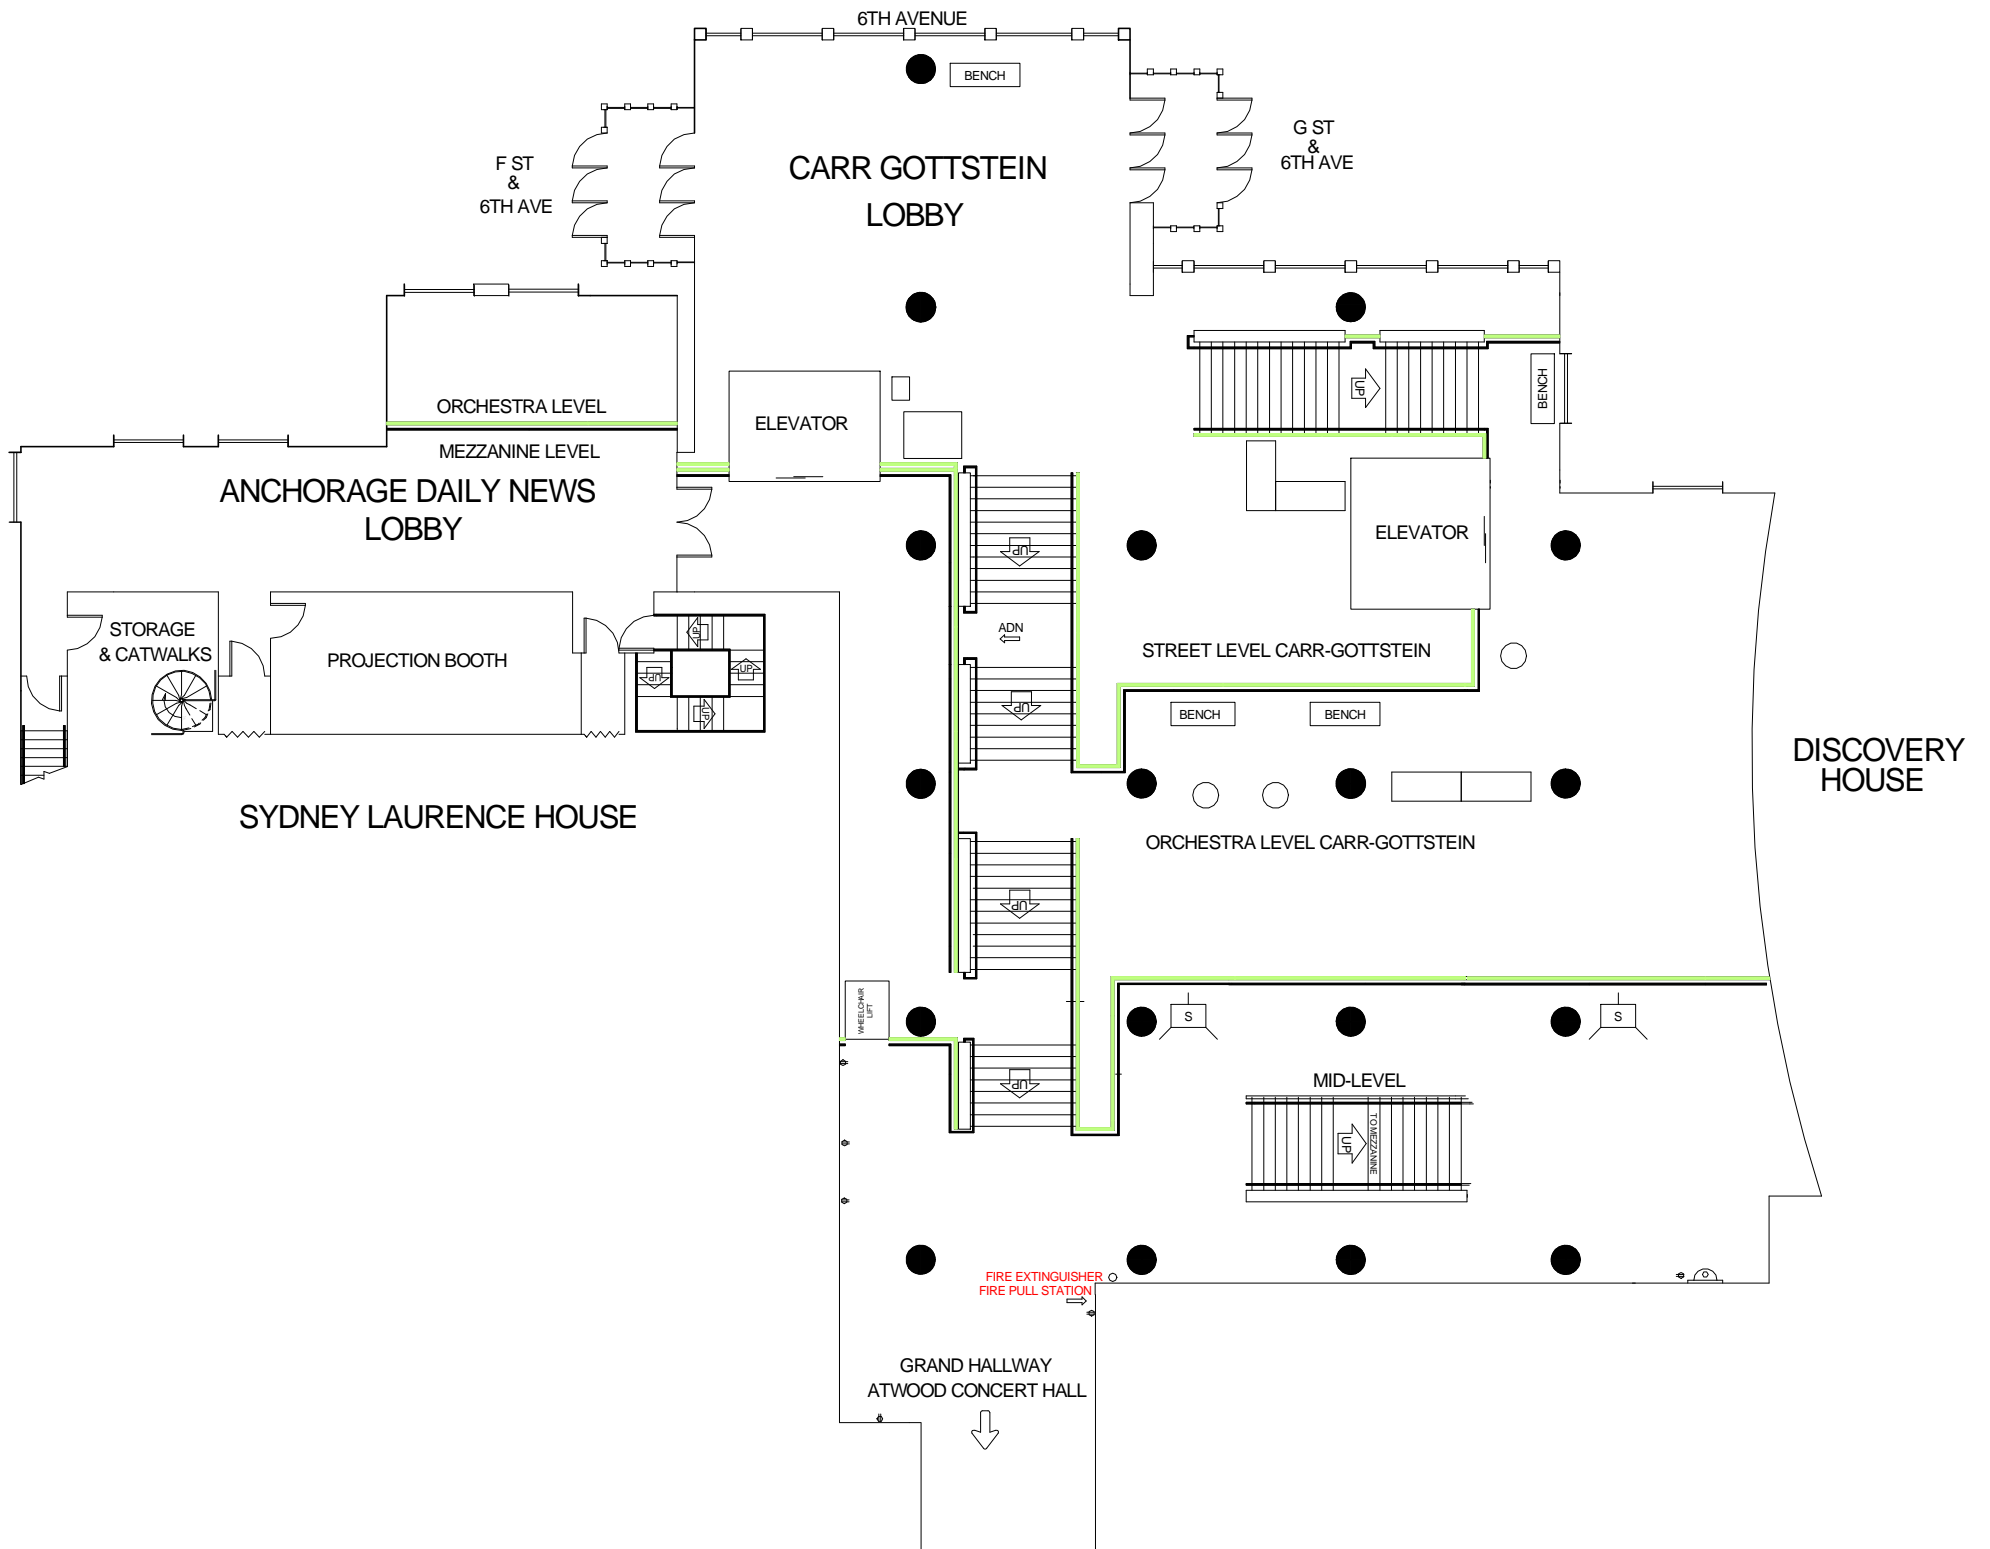 6TH AVENUE
BENCH
F ST
&
6TH AVE
CARR GOTTSTEIN
LOBBY
G ST
&
6TH AVE
UP
BENCH
ORCHESTRA LEVEL
MEZZANINE LEVEL
ELEVATOR
ANCHORAGE DAILY NEWS
LOBBY
UP
ELEVATOR
STORAGE
& CATWALKS
PROJECTION BOOTH
UP
UP
UP
UP
ADN
STREET LEVEL CARR-GOTTSTEIN
UP
BENCH
BENCH
DISCOVERY
HOUSE
SYDNEY LAURENCE HOUSE
ORCHESTRA LEVEL CARR-GOTTSTEIN
UP
WHEELCHAIR
LIFT
S
S
UP
MID-LEVEL
UP
TO MEZZANINE
FIRE EXTINGUISHER
FIRE PULL STATION
GRAND HALLWAY
ATWOOD CONCERT HALL